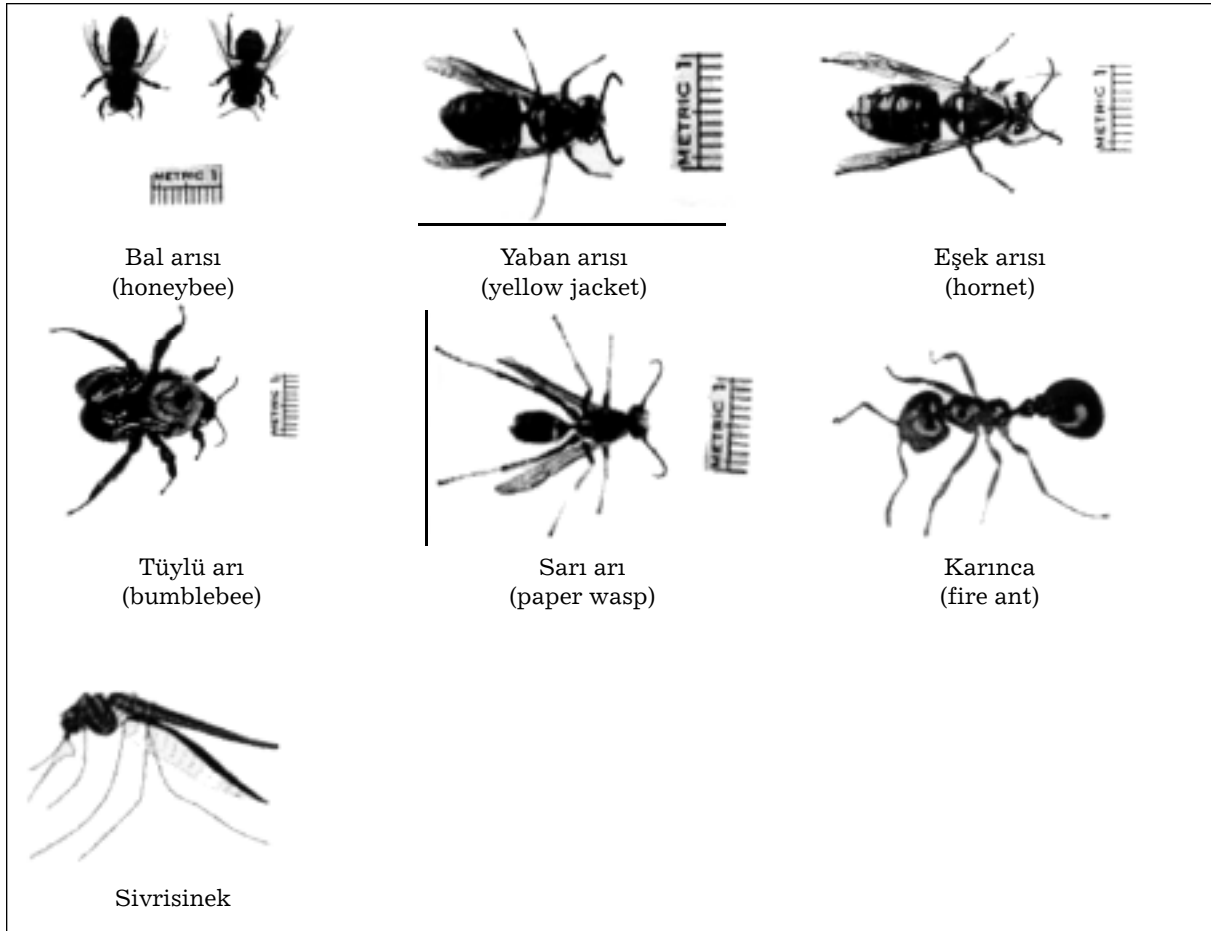 METRIC 1
METRIC 1
METRIC 1
Bal arısı
(honeybee)
Yaban arısı
(yellow jacket)
Eşek arısı
(hornet)
METRIC 1
METRIC 1
Tüylü arı
(bumblebee)
Sarı arı
(paper wasp)
Karınca
(fire ant)
Sivrisinek